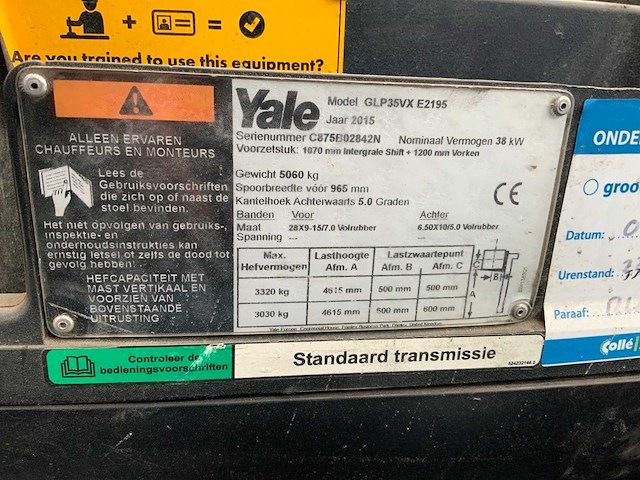 Are you trained to use this equipment?
Yale
Model GLP35VX E2195
Jaar 2015
Serienummer C875B02842N Nominaal Vermogen 38 kW
Voorzetstuk: 1070 mm Intergrale Shift + 1200 mm Vorken
Gewicht 5060 kg
Spoorbreedte vóór 965 mm
Kantelhoek Achterwaarts 5.0 Graden
CE
Banden Voor Achter
Maat 28X9-15/7.0 Volrubber 6.50X10/5.0 Volrubber
Spanning --- ---
Max. Hefvermogen Lasthoogte Afm. A Lastzwaartepunt Afm. B Afm. C
3320 kg 4615 mm 500 mm 500 mm
3030 kg 4615 mm 500 mm 600 mm
C
B
A
ALLEEN ERVAREN
CHAUFFEURS EN MONTEURS
Lees de
Gebruiksvoorschriften
die zich op of naast de
stoel bevinden.
Het niet opvolgen van gebruiks-,
inspektie- en
onderhoudsinstrukties kan
ernstig letsel of zelfs de dood tot
gevolg hebben.
HEFCAPACITEIT MET
MAST VERTIKAAL EN
VOORZIEN VAN
BOVENSTAANDE
UITRUSTING
Controleer de
bedieningsvoorschriften
Standaard transmissie
ONDE
groo
Datum:
Urenstand:
Paraaf:
Collé